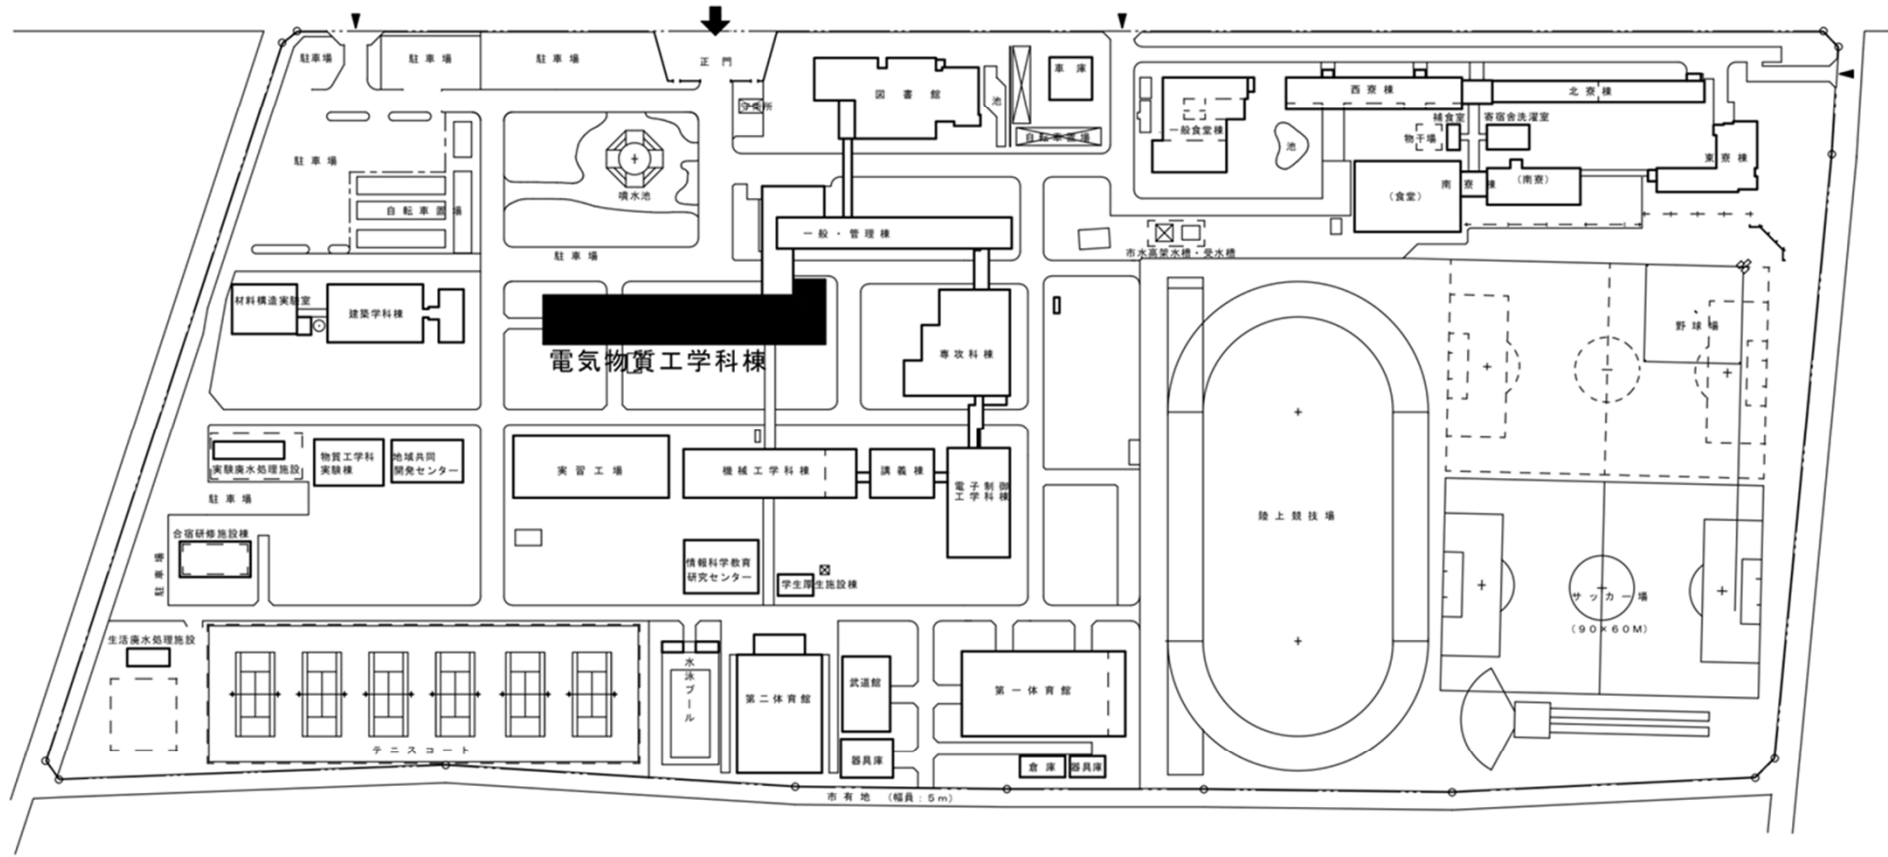 駐車場
駐車場
駐車場
正門
守衛所
図書館
池
車庫
自転車置場
一般食堂棟
池
西寮棟
北寮棟
補食室
寄宿舎洗濯室
物干場
東寮棟
南寮棟
(南寮)
(食堂)
駐車場
自転車置場
噴水池
駐車場
一般・管理棟
市水高架水槽・受水槽
材料構造実験室
建築学科棟
電気物質工学科棟
専攻科棟
野球場
実験廃水処理施設
物質工学科
実験棟
地域共同
開発センター
駐車場
実習工場
機械工学科棟
講義棟
電子制御
工学科棟
陸上競技場
合宿研修施設棟
駐車場
情報科学教育
研究センター
学生厚生施設棟
サッカー場
(90×60M)
生活廃水処理施設
テニスコート
水泳プール
第二体育館
武道館
器具庫
第一体育館
倉庫
器具庫
市有地 (幅員:5m)